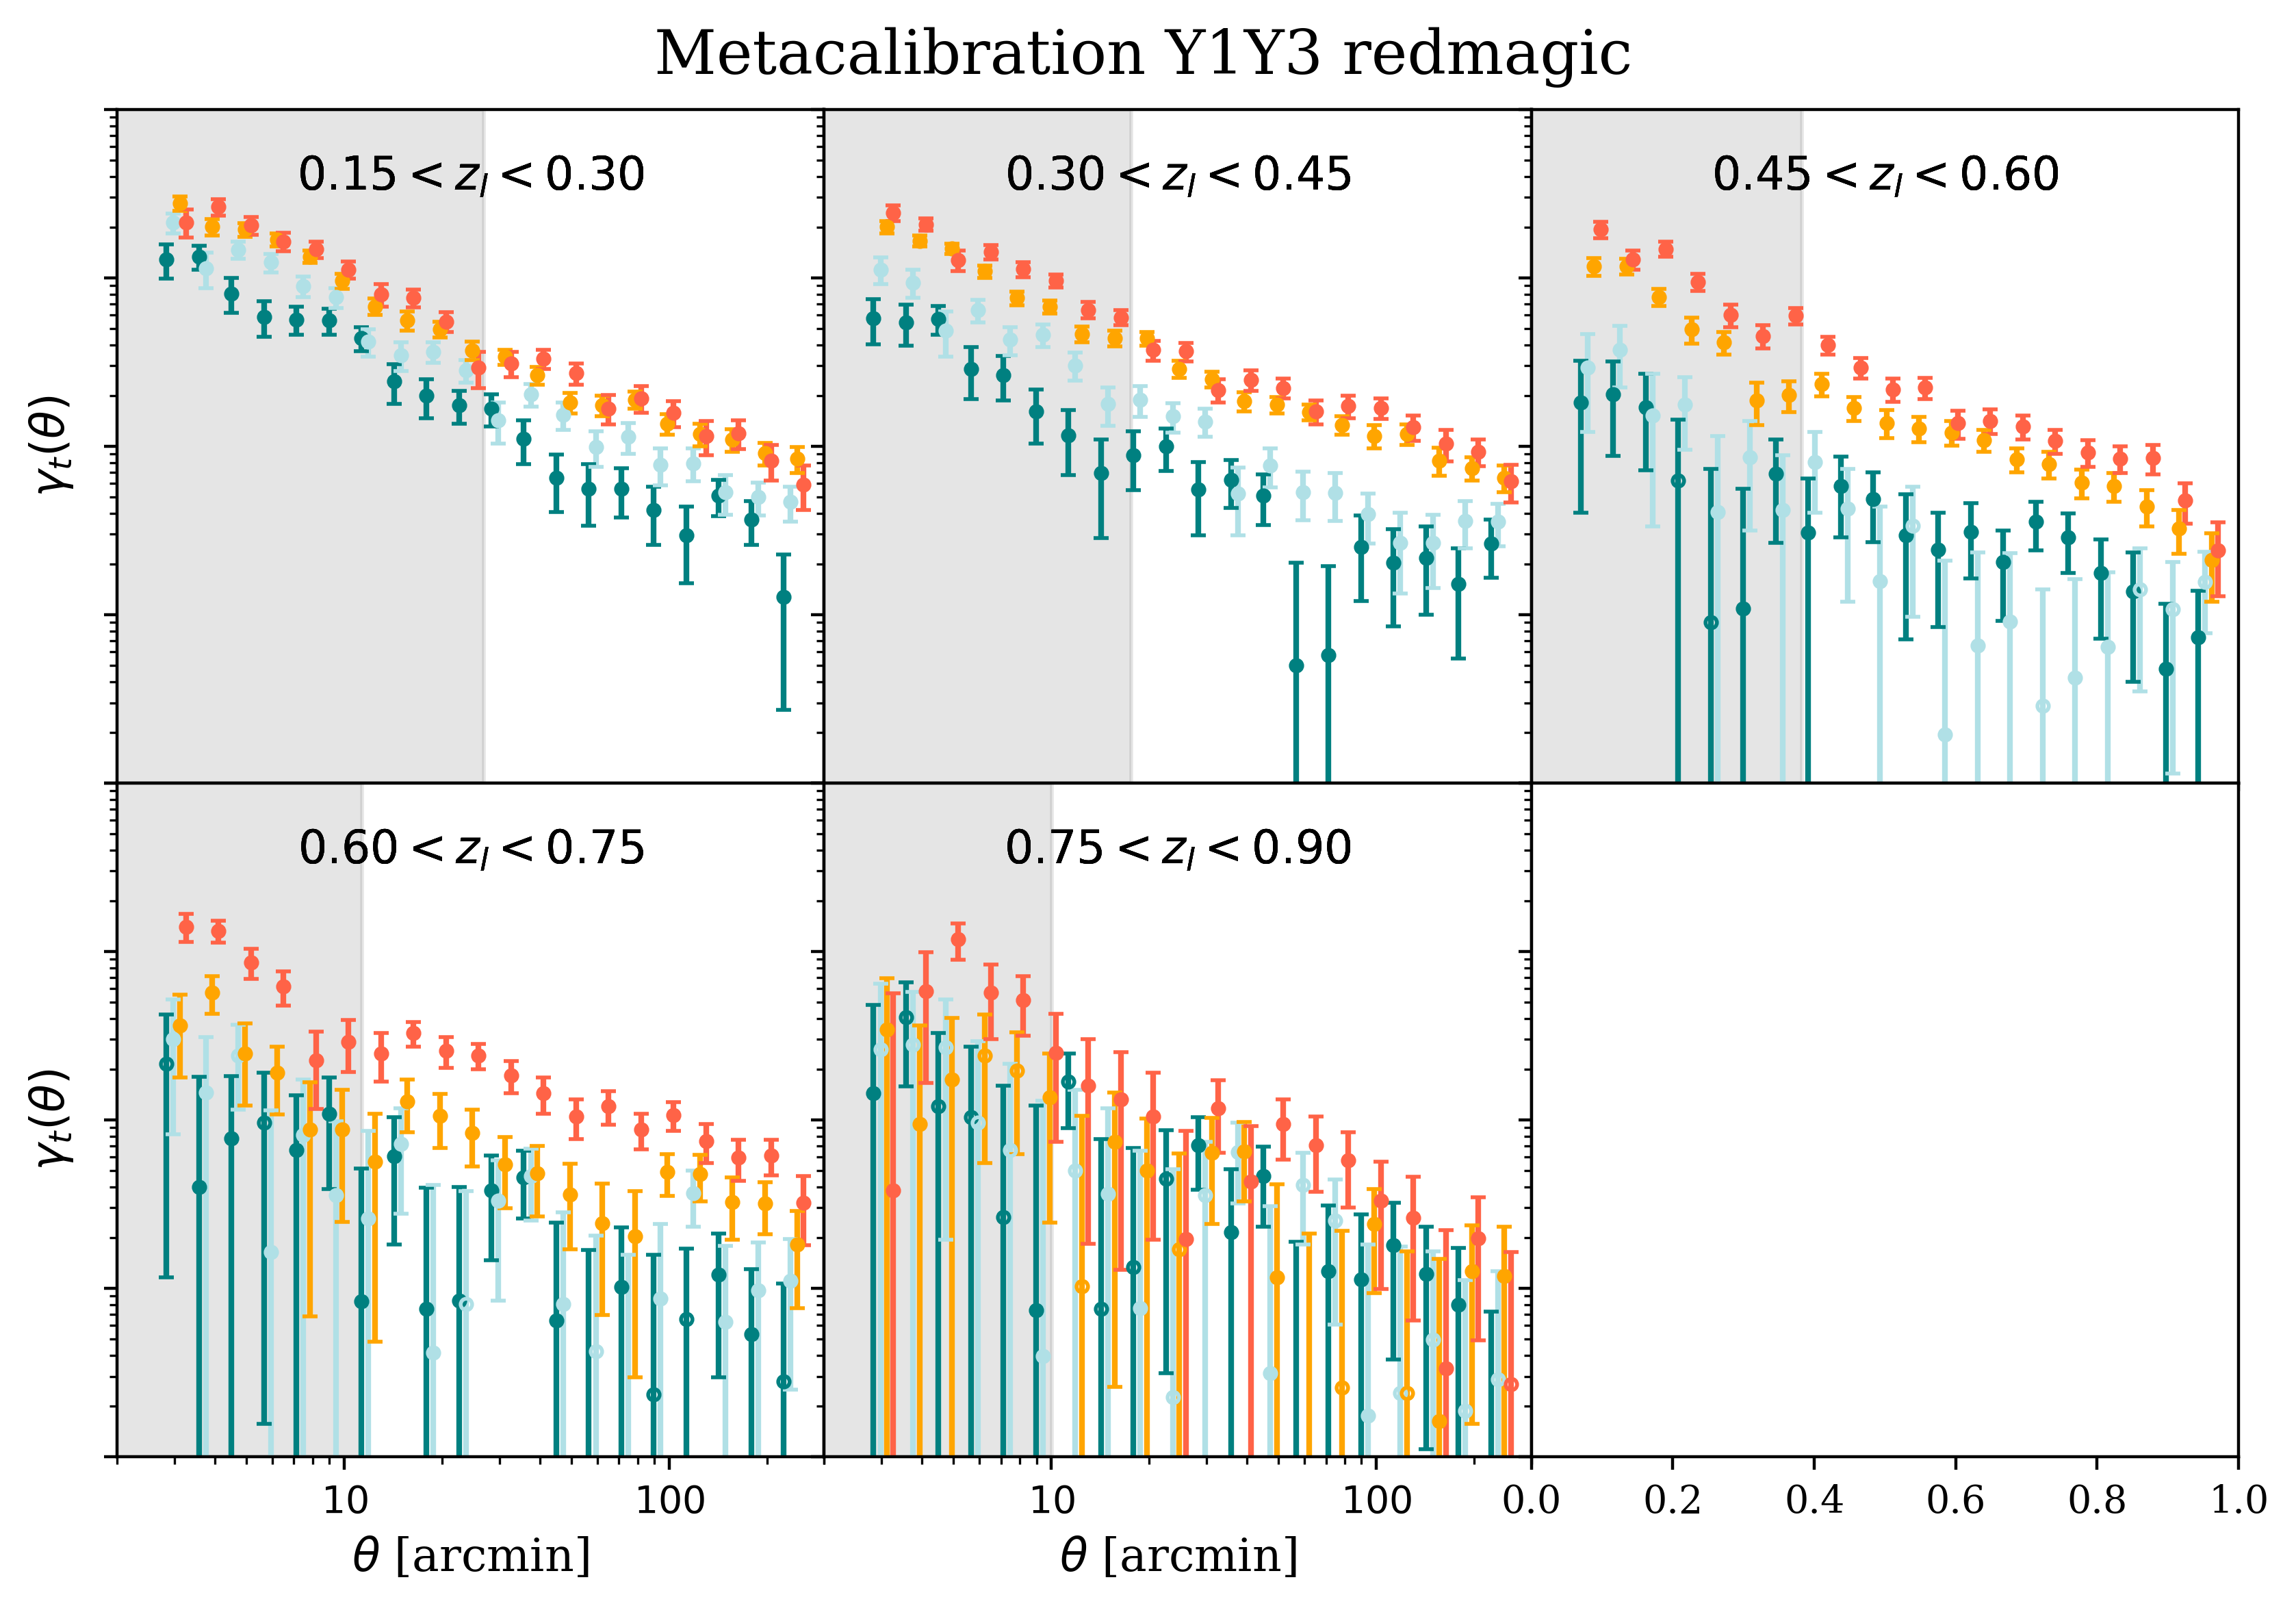 Metacalibration Y1Y3 redmagic
0.15 < z_l < 0.30
0.30 < z_l < 0.45
0.45 < z_l < 0.60
γ_t(θ)
0.60 < z_l < 0.75
0.75 < z_l < 0.90
γ_t(θ)
10 100 10 100 0.0 0.2 0.4 0.6 0.8 1.0
θ [arcmin] θ [arcmin]